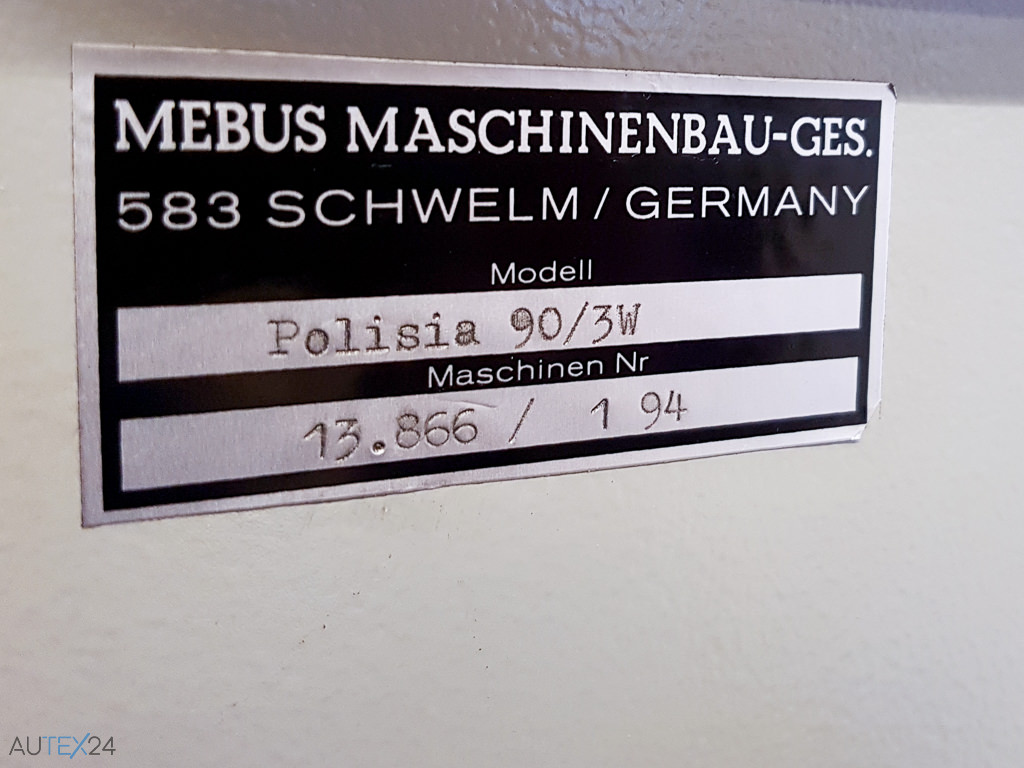 MEBUS MASCHINENBAU-GES.
583 SCHWELM / GERMANY
Modell
Polisia 90/3W
Maschinen Nr
13.866 / 1 94
AUTEX24